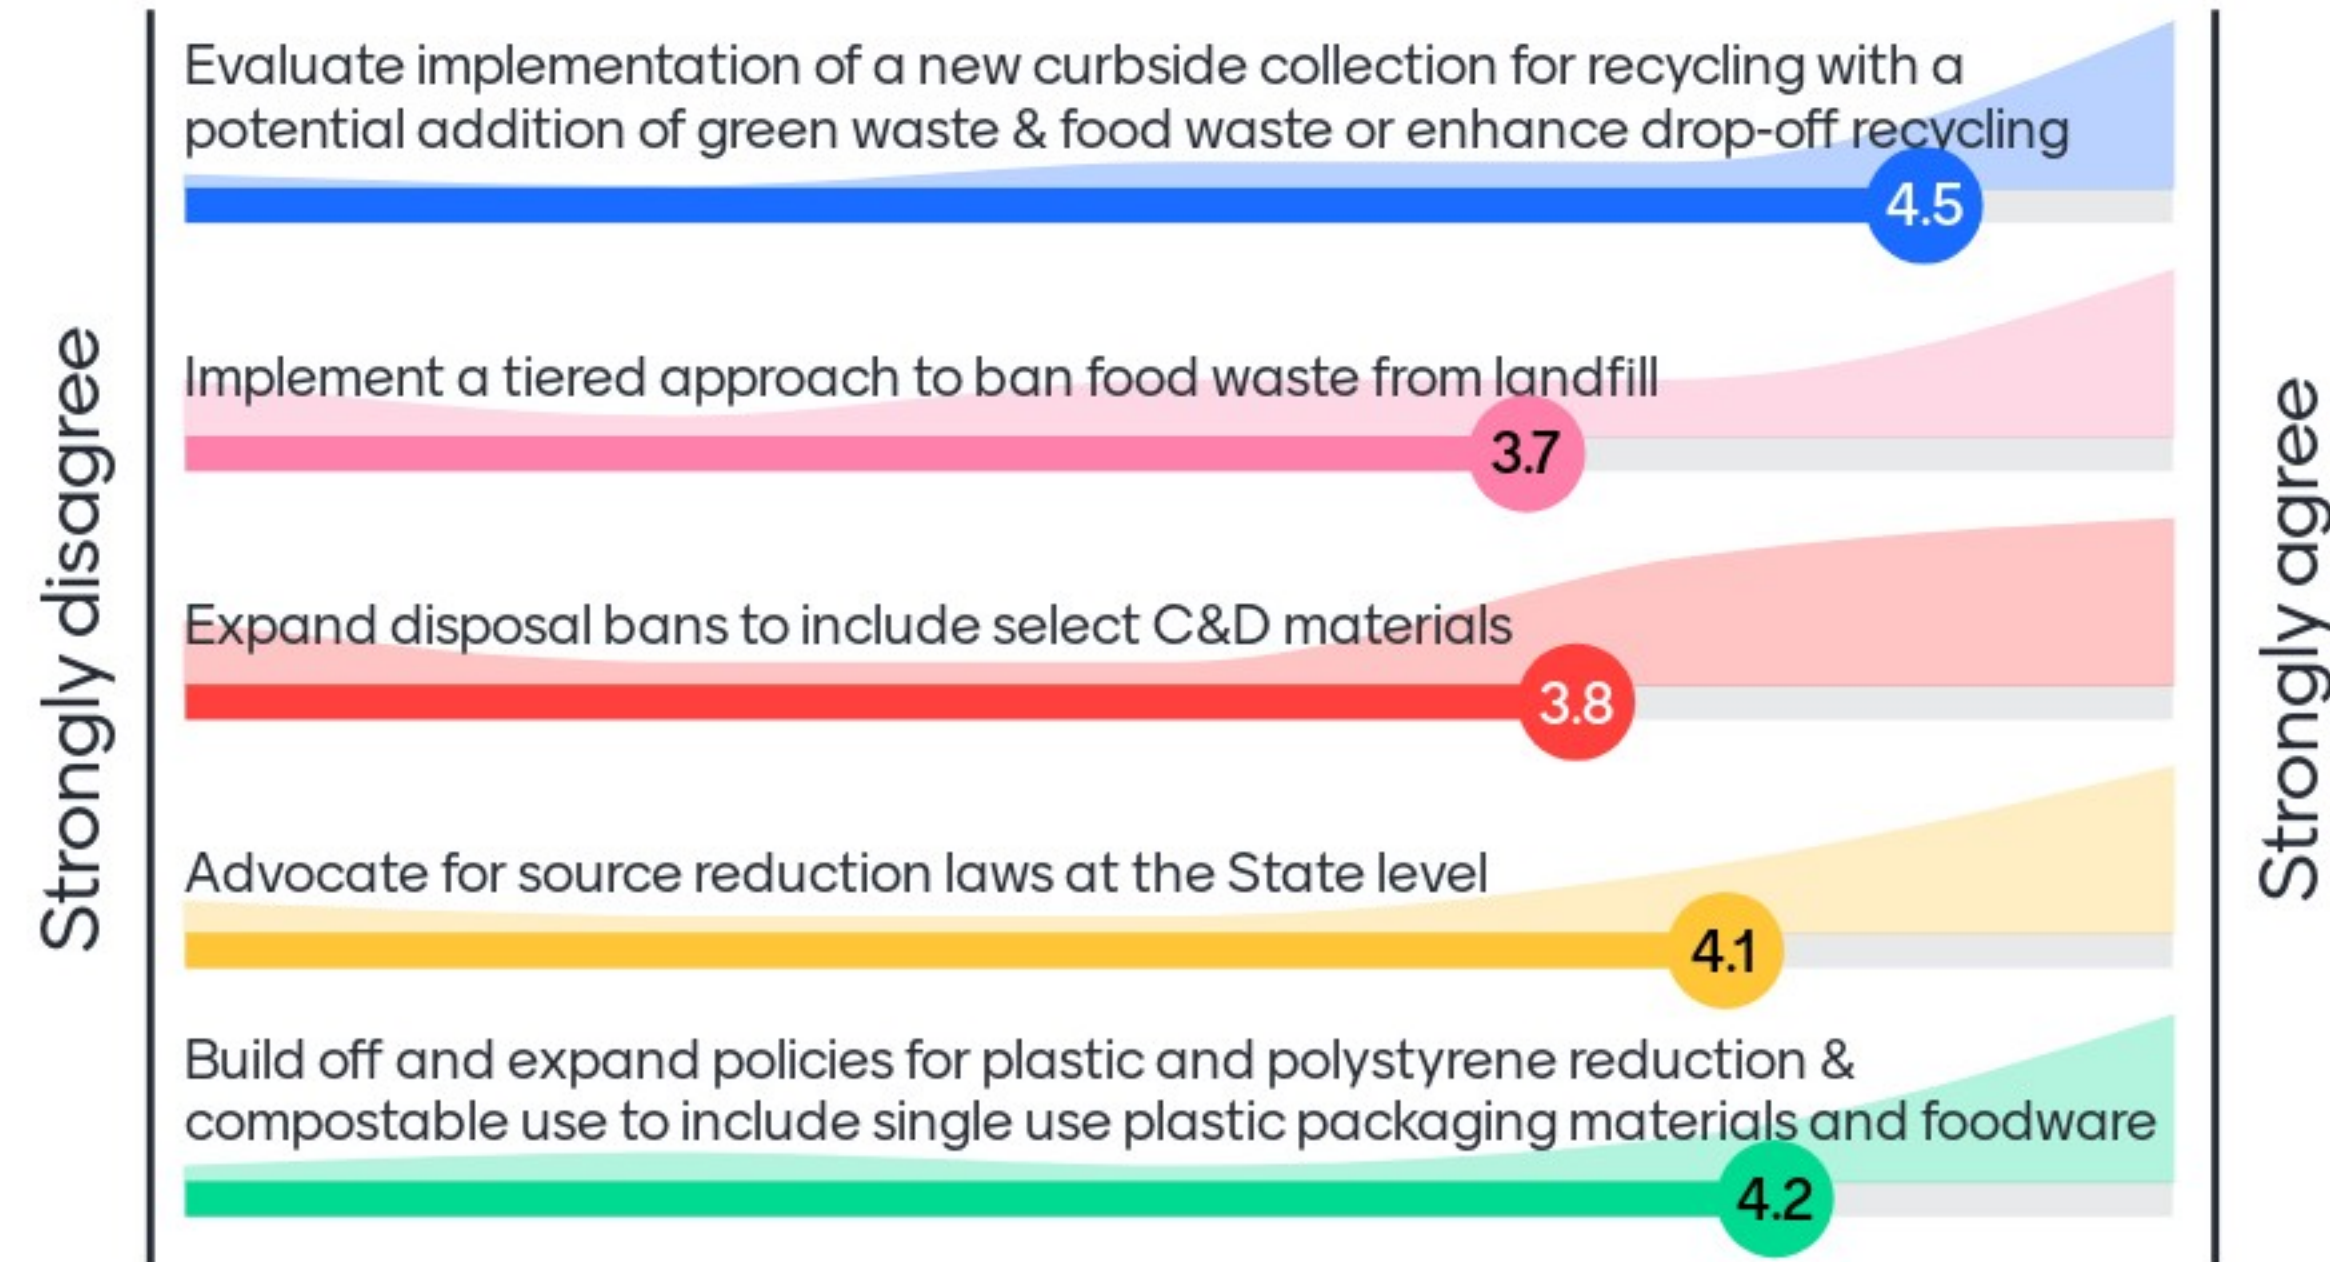 Strongly disagree
Evaluate implementation of a new curbside collection for recycling with a
potential addition of green waste & food waste or enhance drop-off recycling
4.5
Implement a tiered approach to ban food waste from landfill
3.7
Expand disposal bans to include select C&D materials
3.8
Advocate for source reduction laws at the State level
4.1
Build off and expand policies for plastic and polystyrene reduction &
compostable use to include single use plastic packaging materials and foodware
4.2
Strongly agree